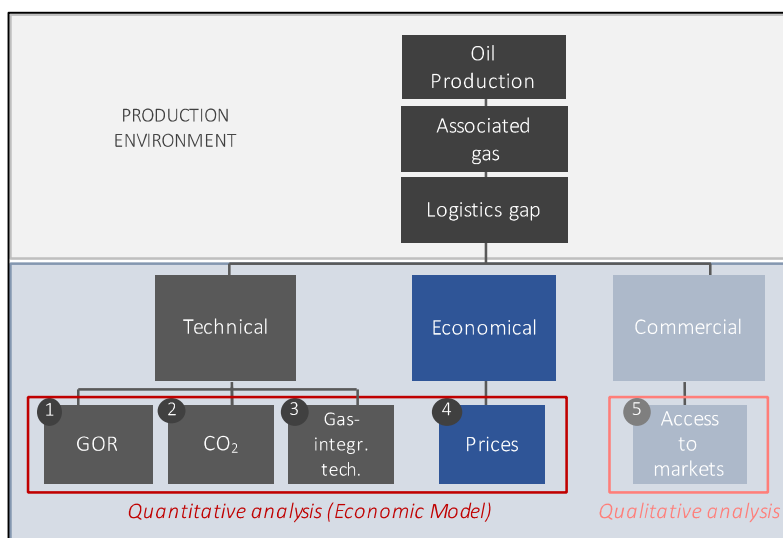 Oil
Production
PRODUCTION
ENVIRONMENT
Associated
gas
Logistics gap
Technical
Economical
Commercial
1
GOR
2
CO₂
3
Gas-
integr.
tech.
4
Prices
5
Access
to
markets
Quantitative analysis (Economic Model)
Qualitative analysis